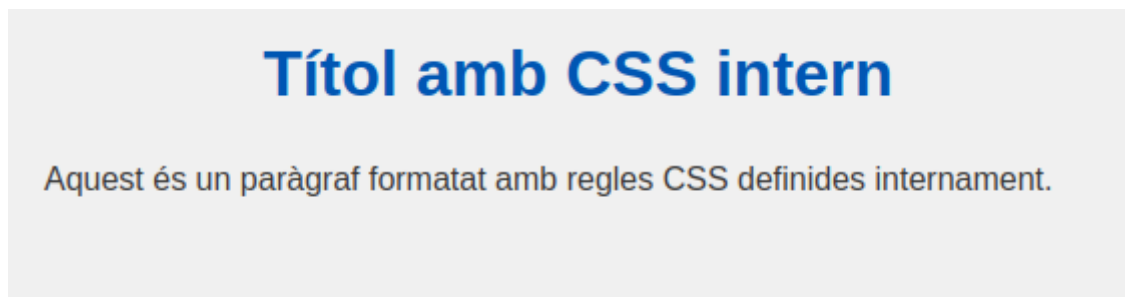 Títol amb CSS intern
Aquest és un paràgraf formatat amb regles CSS definides internament.